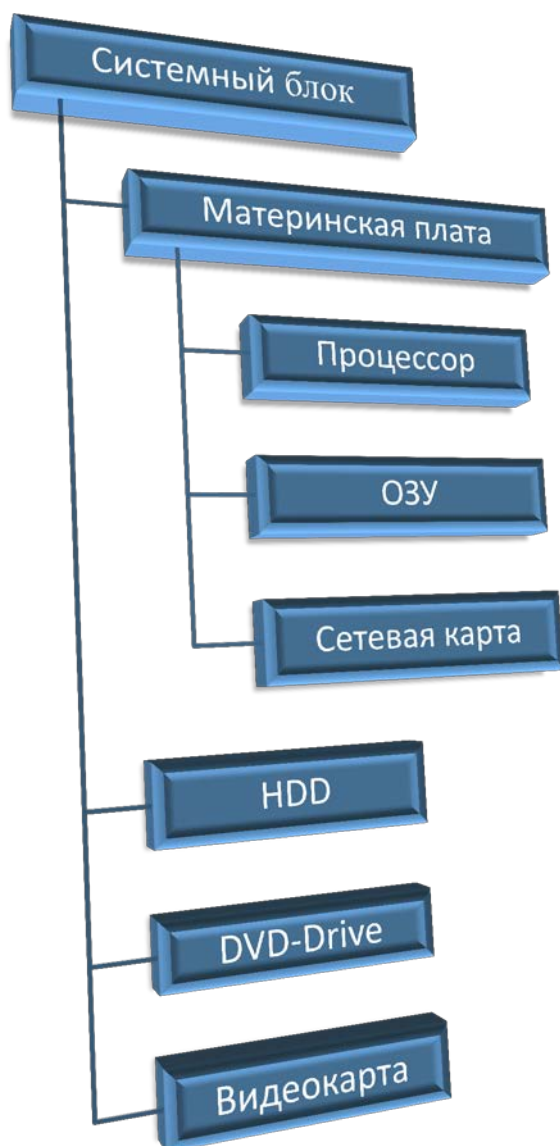 Системный блок
Материнская плата
Процессор
ОЗУ
Сетевая карта
HDD
DVD-Drive
Видеокарта